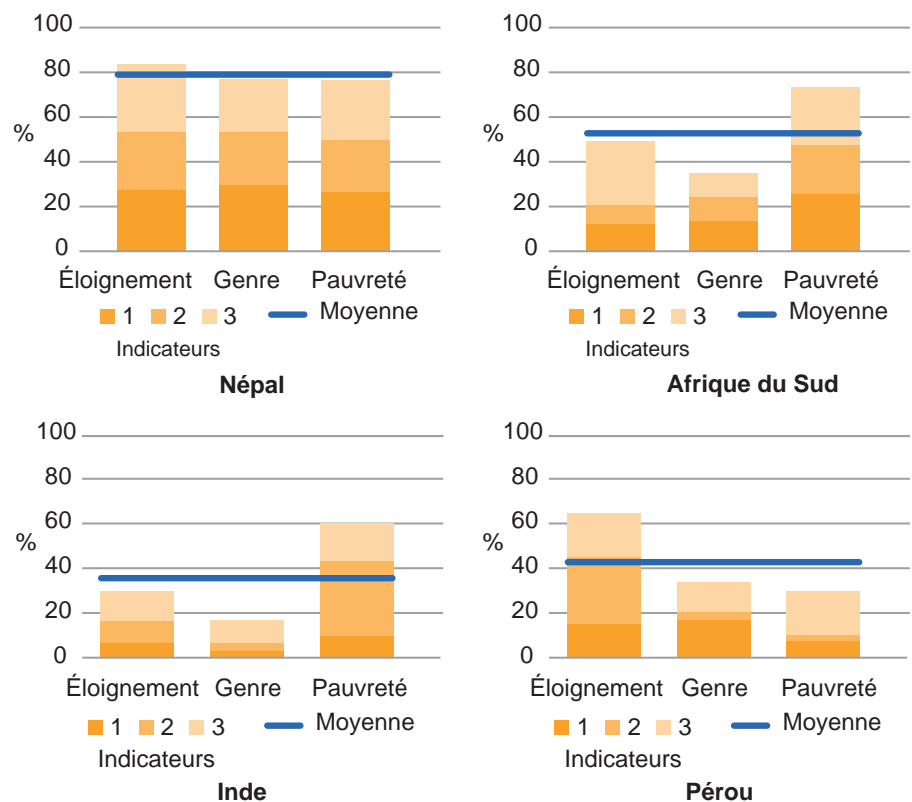 100
80
60
%
40
20
0
Éloignement Genre Pauvreté
1 2 3 Moyenne
Indicateurs
Népal
100
80
60
%
40
20
0
Éloignement Genre Pauvreté
1 2 3 Moyenne
Indicateurs
Afrique du Sud
100
80
60
%
40
20
0
Éloignement Genre Pauvreté
1 2 3 Moyenne
Indicateurs
Inde
100
80
60
%
40
20
0
Éloignement Genre Pauvreté
1 2 3 Moyenne
Indicateurs
Pérou